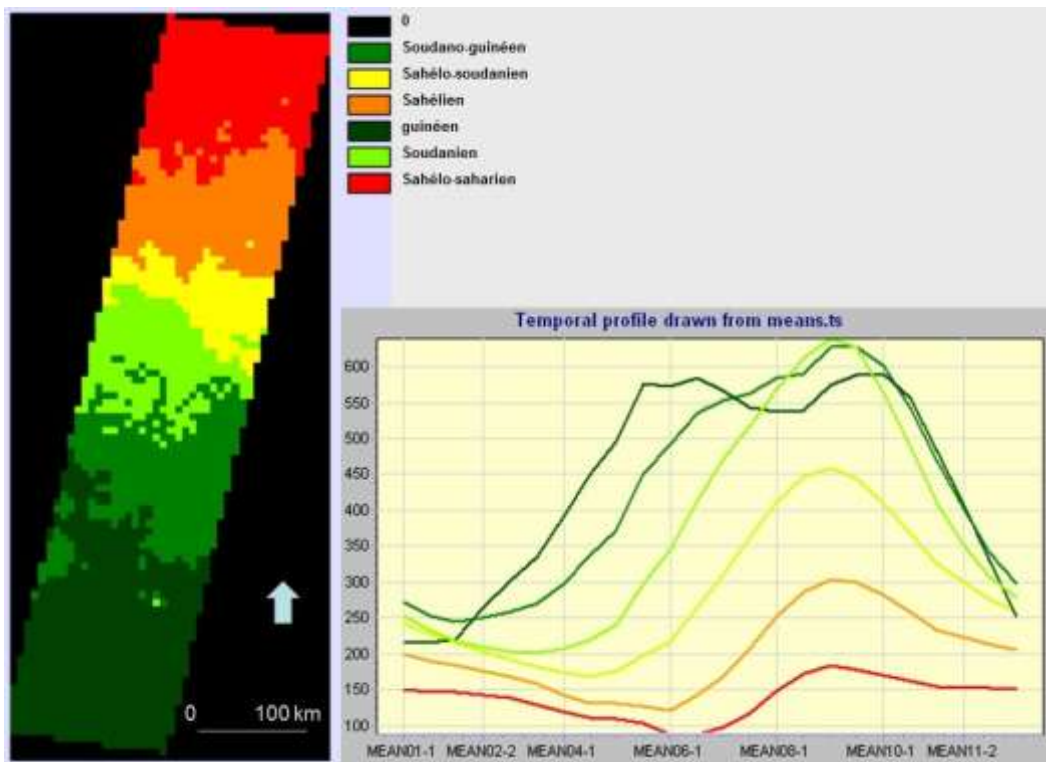 0
Soudano-guinéen
Sahélo-soudanien
Sahélien
guinéen
Soudanien
Sahélo-saharien
0 100 km
Temporal profile drawn from means.ts
600
550
500
450
400
350
300
250
200
150
100
MEAN01-1 MEAN02-2 MEAN04-1 MEAN06-1 MEAN08-1 MEAN10-1 MEAN11-2